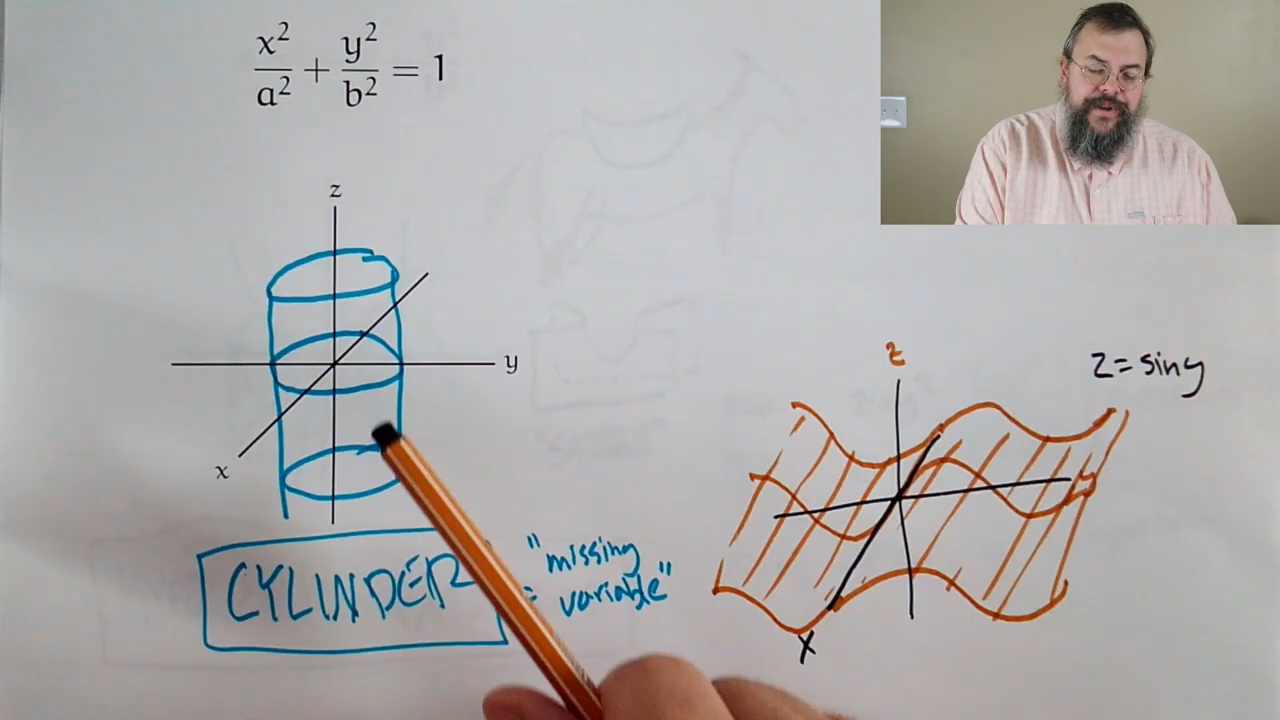 x²/a² + y²/b² = 1
z
y
x
CYLINDER
= "missing
variable"
z
z = sin y
y
x